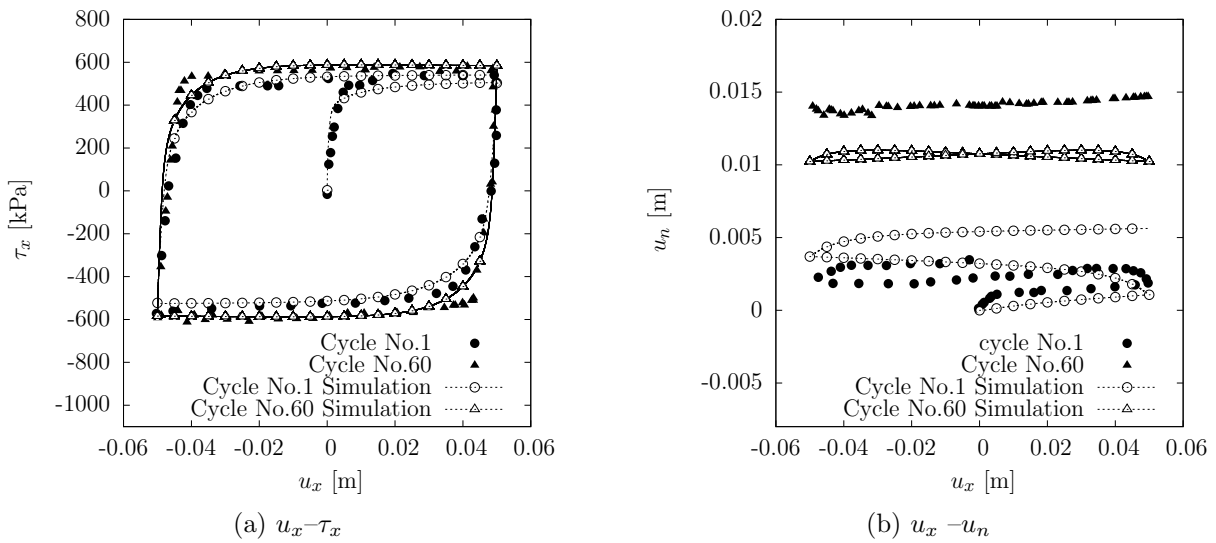 800
600
400
200
0
-200
-400
-600
-800
-1000
τx [kPa]
Cycle No.1
Cycle No.60
Cycle No.1 Simulation
Cycle No.60 Simulation
-0.06 -0.04 -0.02 0 0.02 0.04 0.06
ux [m]
(a) ux–τx
0.02
0.015
0.01
0.005
0
-0.005
un [m]
cycle No.1
Cycle No.60
Cycle No.1 Simulation
Cycle No.60 Simulation
-0.06 -0.04 -0.02 0 0.02 0.04 0.06
ux [m]
(b) ux –un